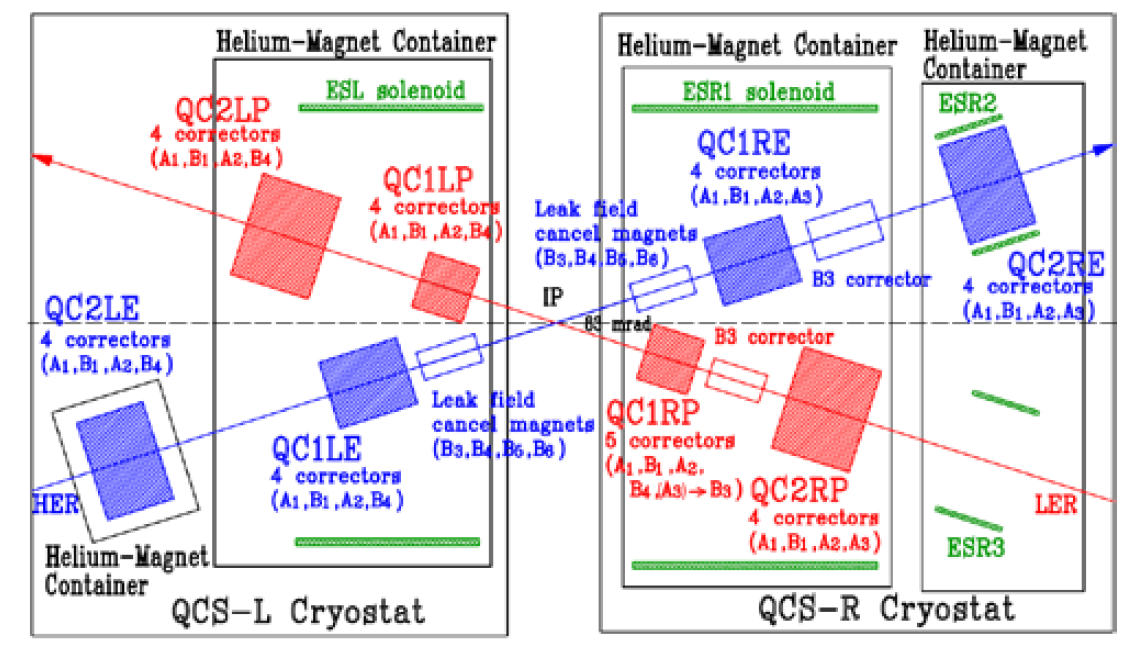 Helium-Magnet Container
ESL solenoid
QC2LP
4 correctors
(A1,B1,A2,B4)
QC1LP
4 correctors
(A1,B1,A2,B4)
QC2LE
4 correctors
(A1,B1,A2,B4)
HER
Helium-Magnet
Container
QC1LE
4 correctors
(A1,B1,A2,B4)
Leak field
cancel magnets
(B3,B4,B5,B6)
QCS-L Cryostat
IP
83 mrad
Helium-Magnet Container
ESR1 solenoid
QC1RE
4 correctors
(A1,B1,A2,A3)
Leak field
cancel magnets
(B3,B4,B5,B6)
B3 corrector
Helium-Magnet
Container
ESR2
QC2RE
4 correctors
(A1,B1,A2,A3)
B3 corrector
QC1RP
5 correctors
(A1,B1,A2,
B4,(A3)→B3)
QC2RP
4 correctors
(A1,B1,A2,A3)
LER
ESR3
QCS-R Cryostat